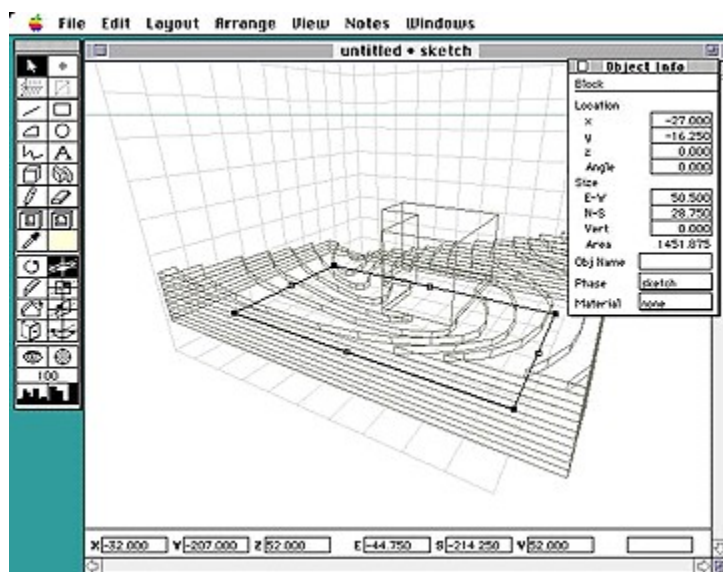 File Edit Layout Arrange View Notes Windows
untitled • sketch
Object Info
Block
Location
x -27.000
y -16.250
z 0.000
Angle 0.000
Size
E-W 50.500
N-S 28.750
Vert 0.000
Area 1451.875
Obj Name
Phase sketch
Material none
A
100
X -32.000 Y -207.000 Z 52.000 E -44.750 S -214.250 V 52.000